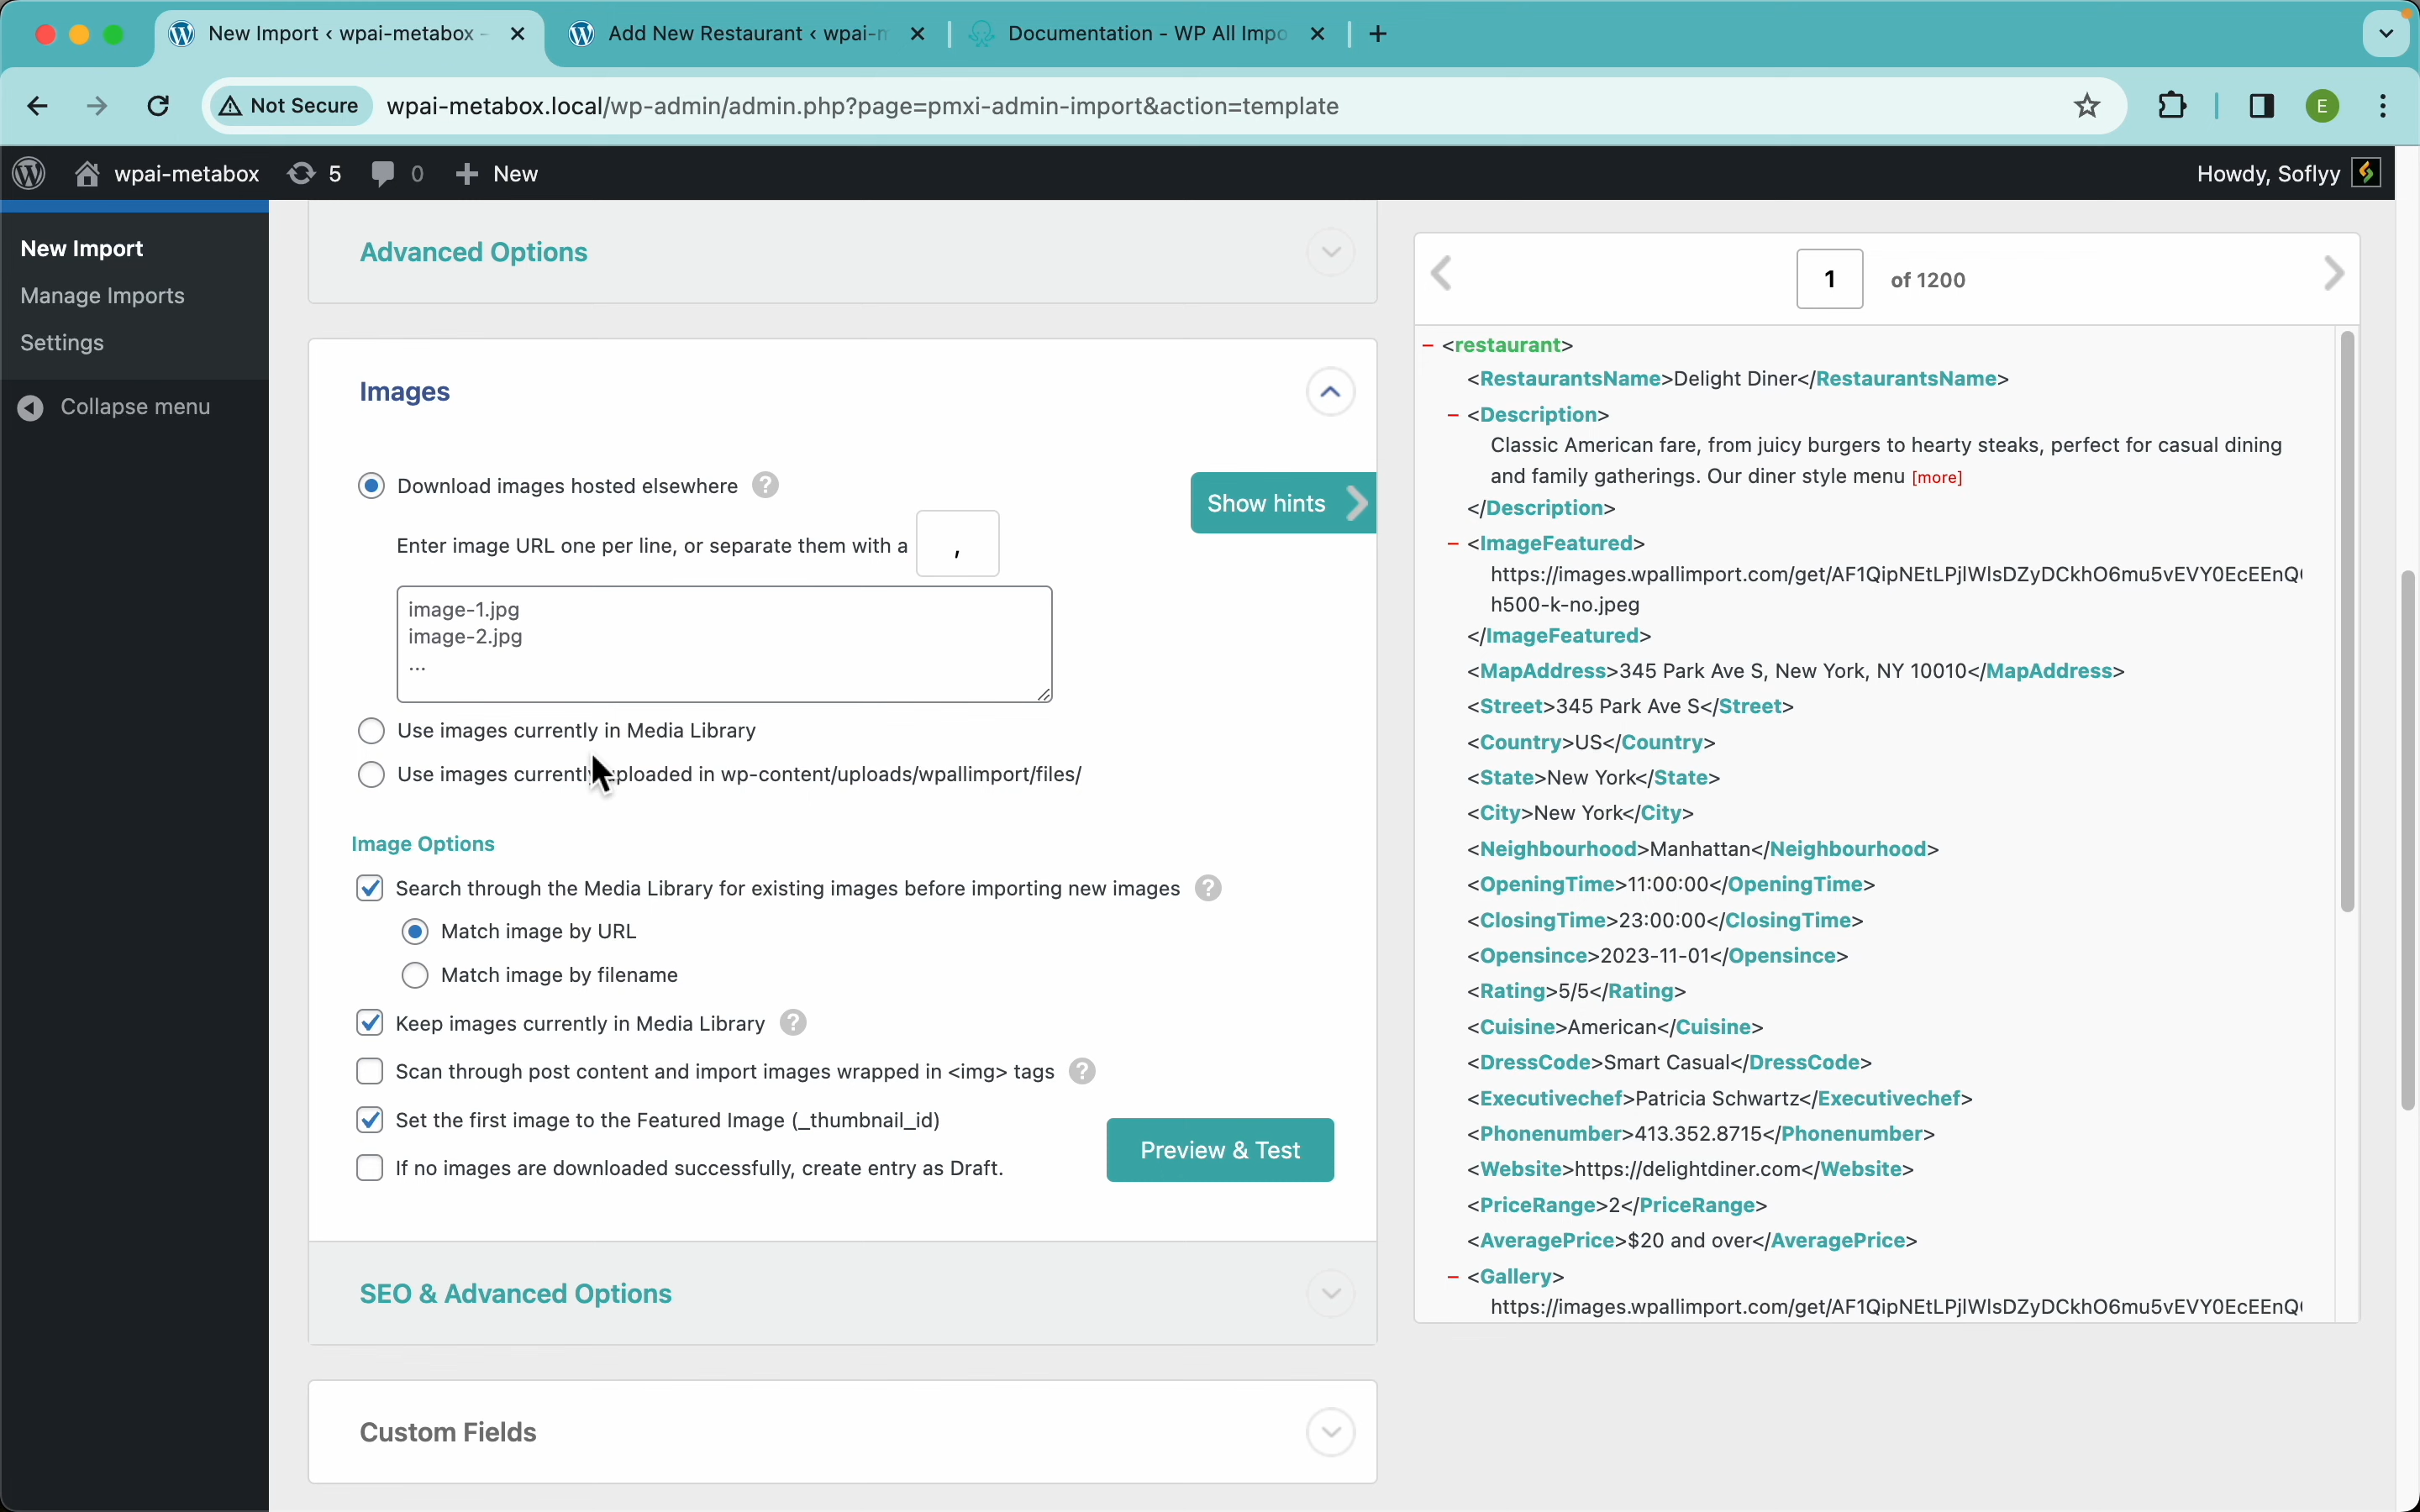 New Import ‹ wpai-metabox -
Add New Restaurant ‹ wpai-m
Documentation - WP All Impo
Not Secure
wpai-metabox.local/wp-admin/admin.php?page=pmxi-admin-import&action=template
E
wpai-metabox
5
0
New
Howdy, Soflyy
New Import
Manage Imports
Settings
Collapse menu
Advanced Options
Images
Download images hosted elsewhere ?
Show hints
Enter image URL one per line, or separate them with a ,
image-1.jpg
image-2.jpg
...
Use images currently in Media Library
Use images currently uploaded in wp-content/uploads/wpallimport/files/
Image Options
Search through the Media Library for existing images before importing new images ?
Match image by URL
Match image by filename
Keep images currently in Media Library ?
Scan through post content and import images wrapped in <img> tags ?
Set the first image to the Featured Image (_thumbnail_id)
If no images are downloaded successfully, create entry as Draft.
Preview & Test
SEO & Advanced Options
Custom Fields
1 of 1200
<restaurant>
<RestaurantsName>Delight Diner</RestaurantsName>
<Description>
Classic American fare, from juicy burgers to hearty steaks, perfect for casual dining
and family gatherings. Our diner style menu [more]
</Description>
<ImageFeatured>
https://images.wpallimport.com/get/AF1QipNEtLPjlWlsDZyDCkhO6mu5vEVY0EcEEnQ
h500-k-no.jpeg
</ImageFeatured>
<MapAddress>345 Park Ave S, New York, NY 10010</MapAddress>
<Street>345 Park Ave S</Street>
<Country>US</Country>
<State>New York</State>
<City>New York</City>
<Neighbourhood>Manhattan</Neighbourhood>
<OpeningTime>11:00:00</OpeningTime>
<ClosingTime>23:00:00</ClosingTime>
<Opensince>2023-11-01</Opensince>
<Rating>5/5</Rating>
<Cuisine>American</Cuisine>
<DressCode>Smart Casual</DressCode>
<Executivechef>Patricia Schwartz</Executivechef>
<Phonenumber>413.352.8715</Phonenumber>
<Website>https://delightdiner.com</Website>
<PriceRange>2</PriceRange>
<AveragePrice>$20 and over</AveragePrice>
<Gallery>
https://images.wpallimport.com/get/AF1QipNEtLPjlWlsDZyDCkhO6mu5vEVY0EcEEnQ